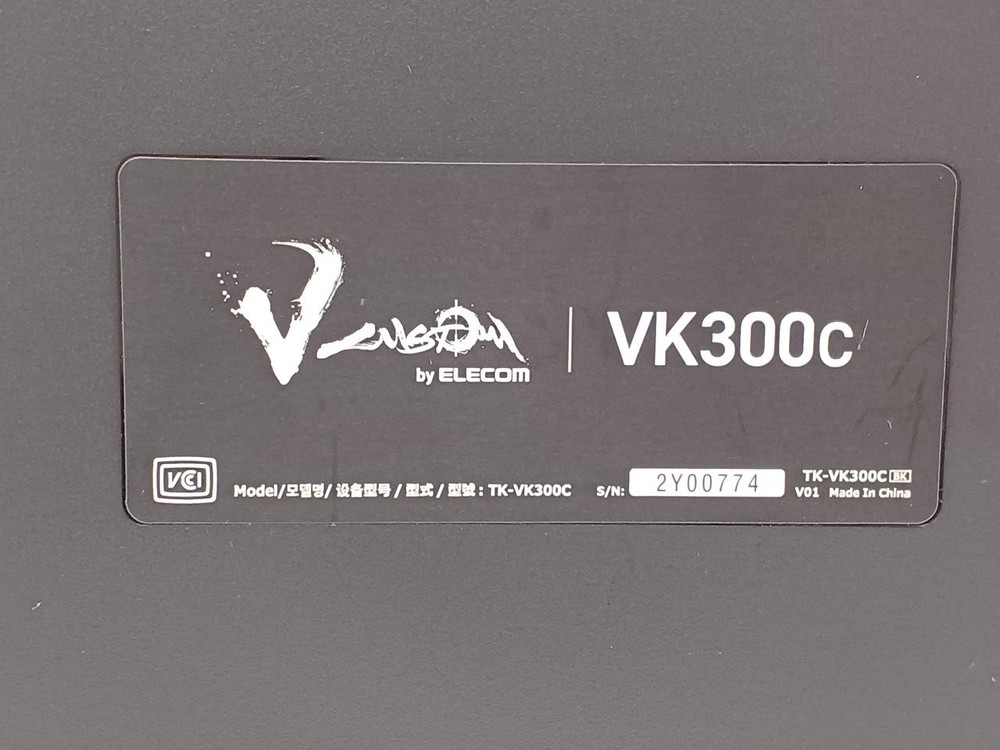 V custom
by ELECOM
VK300c
VCCI
Model/모델명/ 设备型号 / 型式 / 型號 : TK-VK300C
S/N: 2Y00774
TK-VK300C BK
V01 Made In China